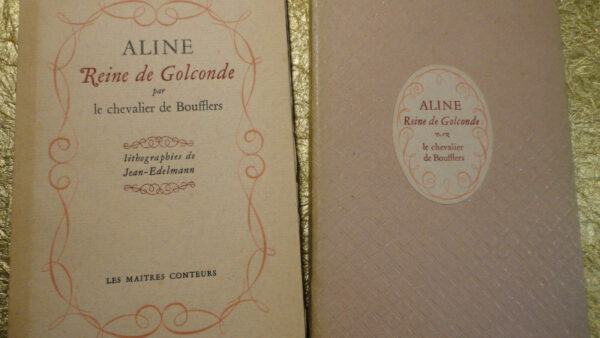 ALINE
Reine de Golconde
par
le chevalier de Boufflers
lithographies de
Jean-Edelmann
LES MAITRES CONTEURS
ALINE
Reine de Golconde
par
le chevalier
de Boufflers